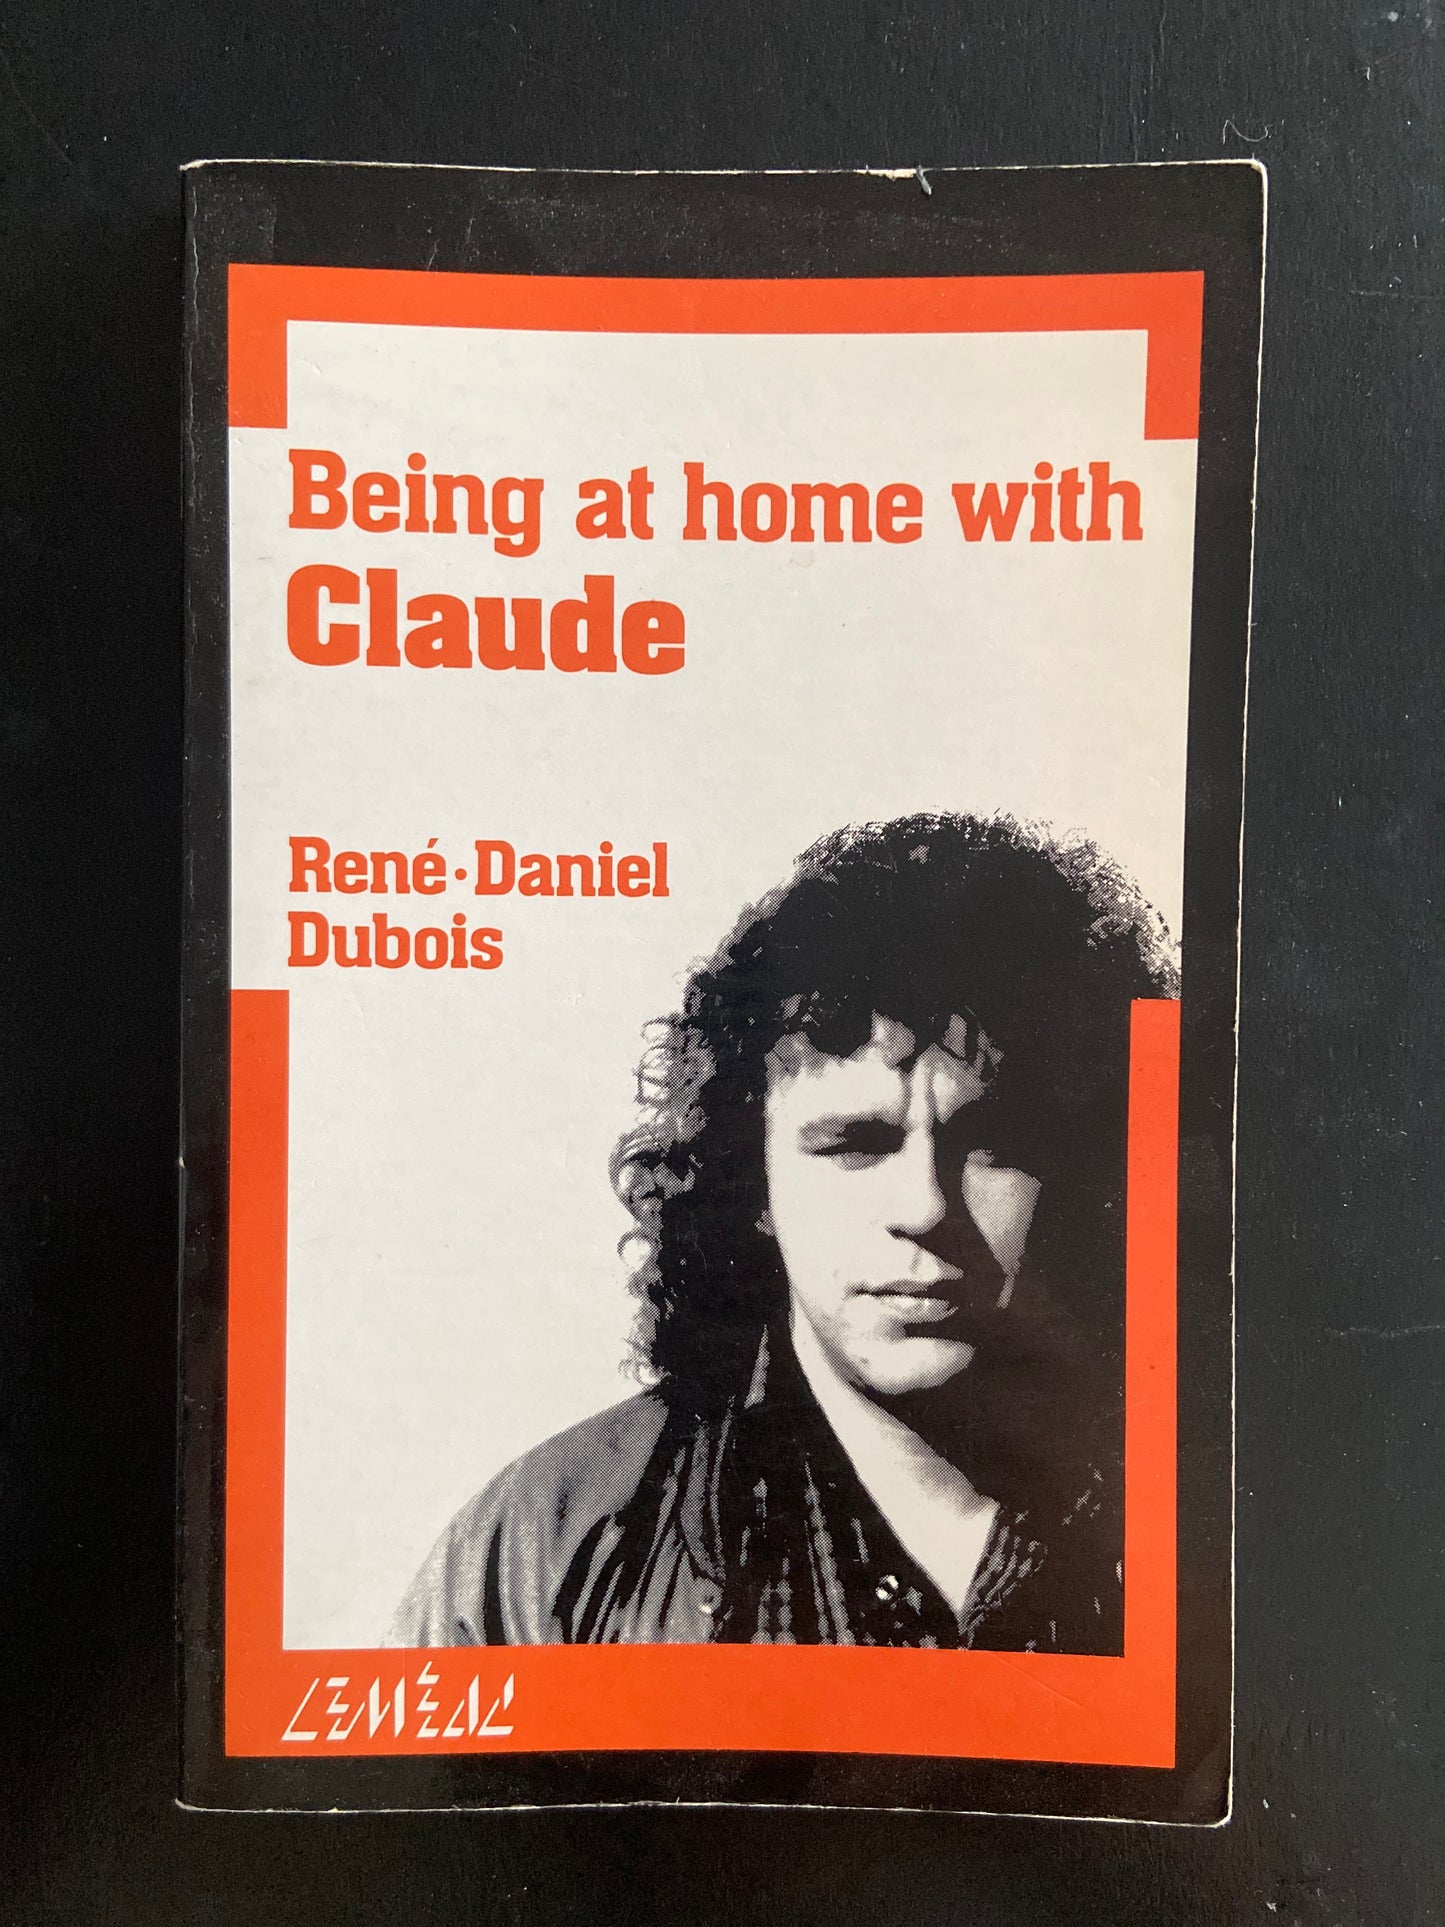 Being at home with
Claude
René·Daniel
Dubois
LEMÉAC